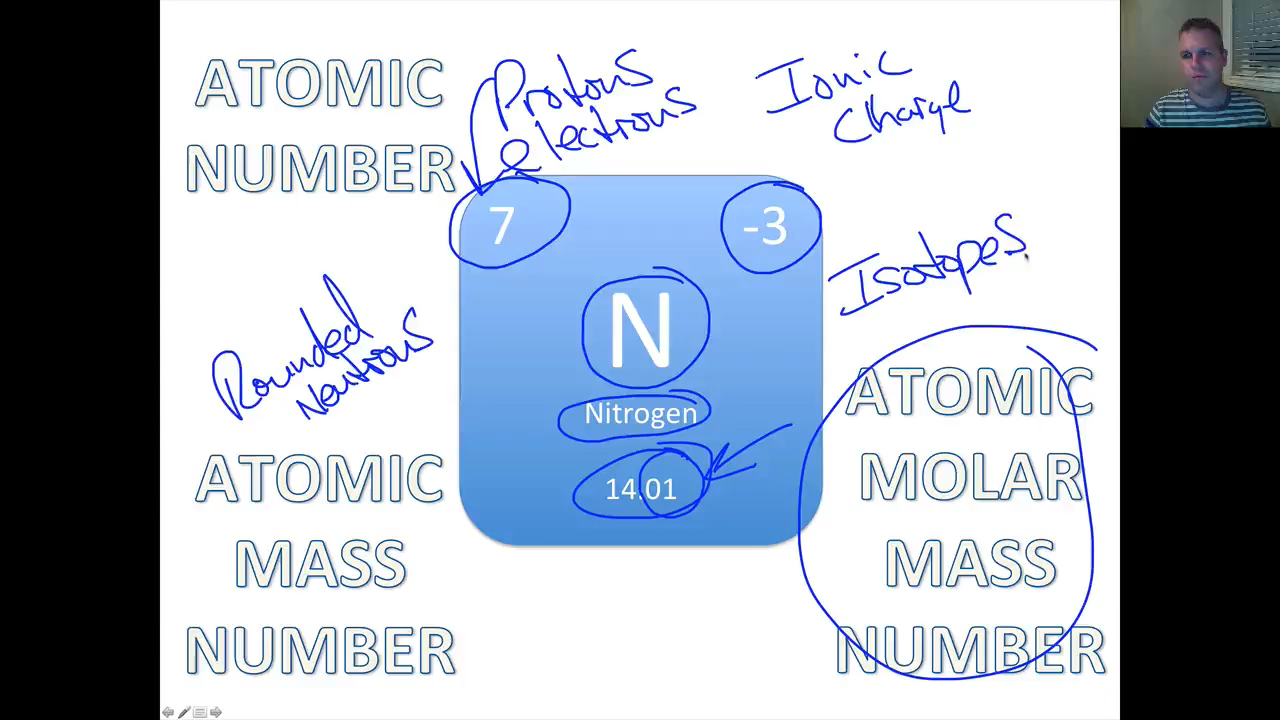 ATOMIC
NUMBER
Protons
electrons
Ionic
Charge
7
-3
Isotopes
N
Nitrogen
14.01
Rounded
Neutrons
ATOMIC
MASS
NUMBER
ATOMIC
MOLAR
MASS
NUMBER